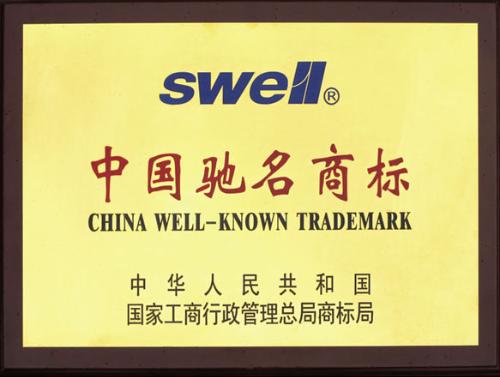 swell®
中国驰名商标
CHINA WELL-KNOWN TRADEMARK
中华人民共和国
国家工商行政管理总局商标局